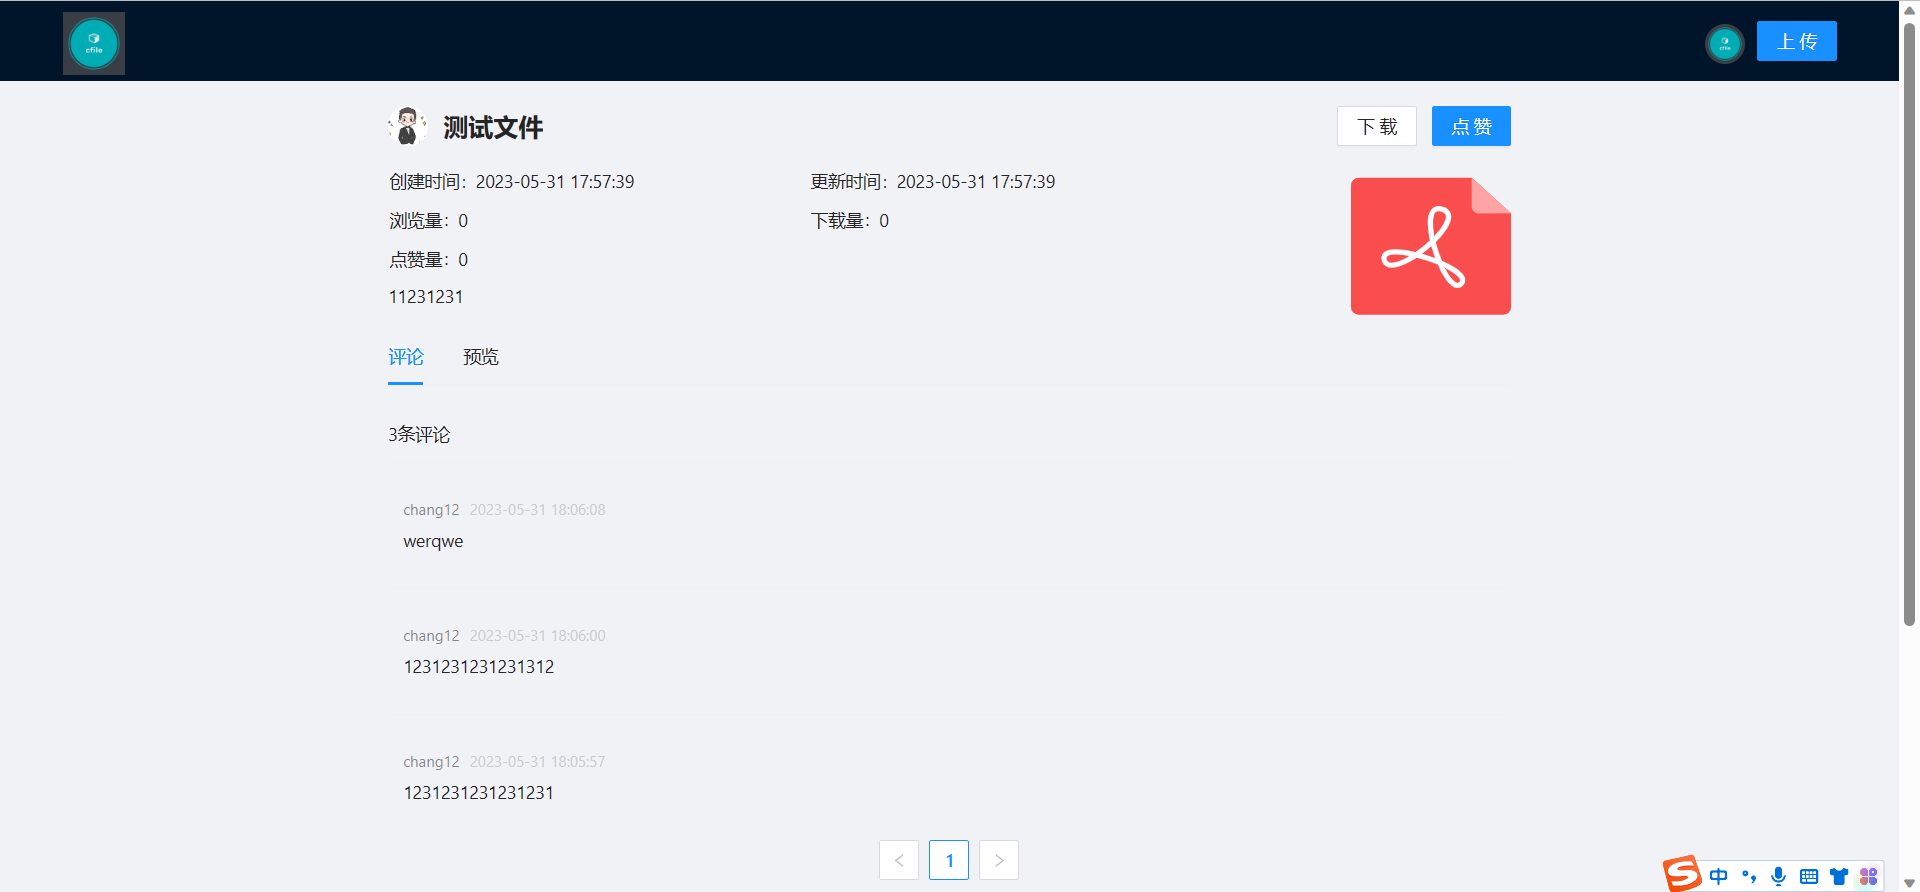 cfile
cfile
上传
测试文件
下载
点赞
创建时间：2023-05-31 17:57:39
更新时间：2023-05-31 17:57:39
浏览量：0
下载量：0
点赞量：0
11231231
评论
预览
3条评论
chang12 2023-05-31 18:06:08
werqwe
chang12 2023-05-31 18:06:00
1231231231231312
chang12 2023-05-31 18:05:57
1231231231231231
< 1 >
S中